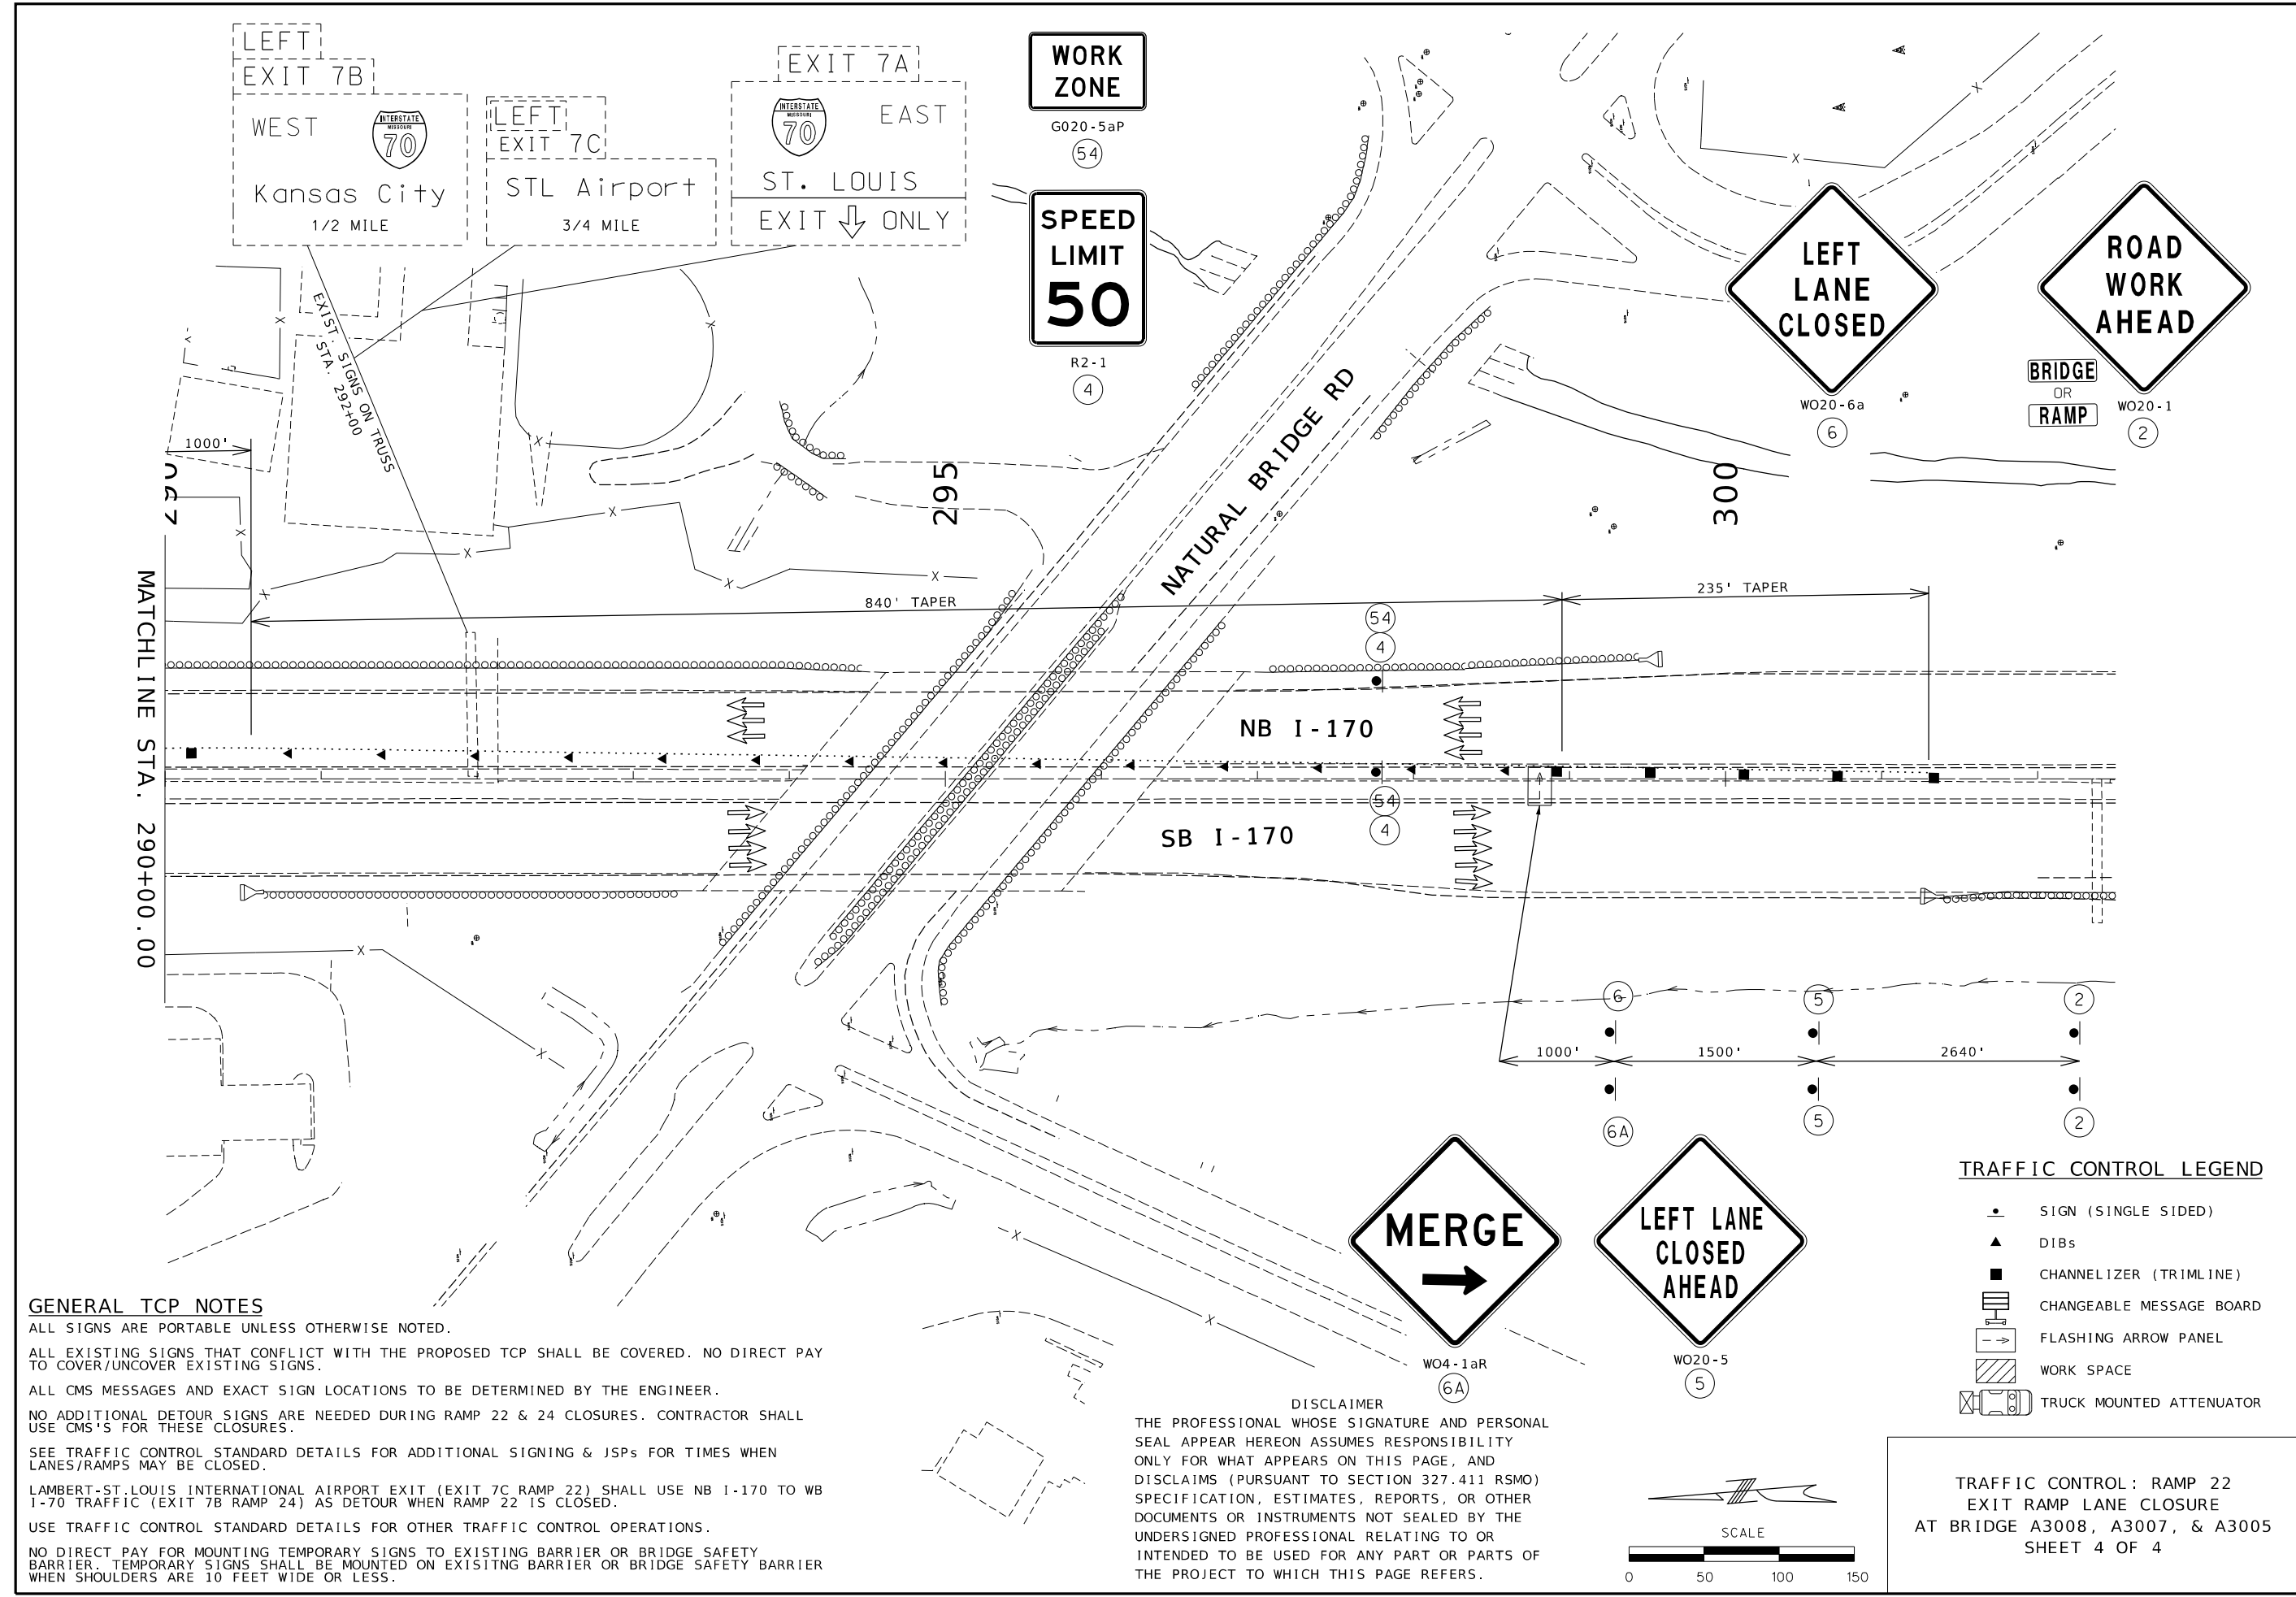 LEFT
EXIT 7B
WEST
INTERSTATE
MISSOURI
70
Kansas City
1/2 MILE
LEFT
EXIT 7C
STL Airport
3/4 MILE
EXIT 7A
INTERSTATE
MISSOURI
70
EAST
ST. LOUIS
EXIT ONLY
WORK
ZONE
G020-5aP
54
SPEED
LIMIT
50
R2-1
4
LEFT
LANE
CLOSED
WO20-6a
6
ROAD
WORK
AHEAD
BRIDGE
OR
RAMP
WO20-1
2
EXIST. SIGNS ON TRUSS
STA. 292+00
1000'
295
300
NATURAL BRIDGE RD
840' TAPER
235' TAPER
54
4
MATCHLINE STA. 290+00.00
NB I-170
54
4
SB I-170
6
5
2
1000'
1500'
2640'
6A
5
2
MERGE
WO4-1aR
6A
LEFT LANE
CLOSED
AHEAD
WO20-5
5
TRAFFIC CONTROL LEGEND
SIGN (SINGLE SIDED)
DIBs
CHANNELIZER (TRIMLINE)
CHANGEABLE MESSAGE BOARD
FLASHING ARROW PANEL
WORK SPACE
TRUCK MOUNTED ATTENUATOR
GENERAL TCP NOTES
ALL SIGNS ARE PORTABLE UNLESS OTHERWISE NOTED.
ALL EXISTING SIGNS THAT CONFLICT WITH THE PROPOSED TCP SHALL BE COVERED. NO DIRECT PAY
TO COVER/UNCOVER EXISTING SIGNS.
ALL CMS MESSAGES AND EXACT SIGN LOCATIONS TO BE DETERMINED BY THE ENGINEER.
NO ADDITIONAL DETOUR SIGNS ARE NEEDED DURING RAMP 22 & 24 CLOSURES. CONTRACTOR SHALL
USE CMS'S FOR THESE CLOSURES.
SEE TRAFFIC CONTROL STANDARD DETAILS FOR ADDITIONAL SIGNING & JSPs FOR TIMES WHEN
LANES/RAMPS MAY BE CLOSED.
LAMBERT-ST.LOUIS INTERNATIONAL AIRPORT EXIT (EXIT 7C RAMP 22) SHALL USE NB I-170 TO WB
I-70 TRAFFIC (EXIT 7B RAMP 24) AS DETOUR WHEN RAMP 22 IS CLOSED.
USE TRAFFIC CONTROL STANDARD DETAILS FOR OTHER TRAFFIC CONTROL OPERATIONS.
NO DIRECT PAY FOR MOUNTING TEMPORARY SIGNS TO EXISTING BARRIER OR BRIDGE SAFETY
BARRIER. TEMPORARY SIGNS SHALL BE MOUNTED ON EXISITNG BARRIER OR BRIDGE SAFETY BARRIER
WHEN SHOULDERS ARE 10 FEET WIDE OR LESS.
DISCLAIMER
THE PROFESSIONAL WHOSE SIGNATURE AND PERSONAL
SEAL APPEAR HEREON ASSUMES RESPONSIBILITY
ONLY FOR WHAT APPEARS ON THIS PAGE, AND
DISCLAIMS (PURSUANT TO SECTION 327.411 RSMO)
SPECIFICATION, ESTIMATES, REPORTS, OR OTHER
DOCUMENTS OR INSTRUMENTS NOT SEALED BY THE
UNDERSIGNED PROFESSIONAL RELATING TO OR
INTENDED TO BE USED FOR ANY PART OR PARTS OF
THE PROJECT TO WHICH THIS PAGE REFERS.
SCALE
0 50 100 150
TRAFFIC CONTROL: RAMP 22
EXIT RAMP LANE CLOSURE
AT BRIDGE A3008, A3007, & A3005
SHEET 4 OF 4